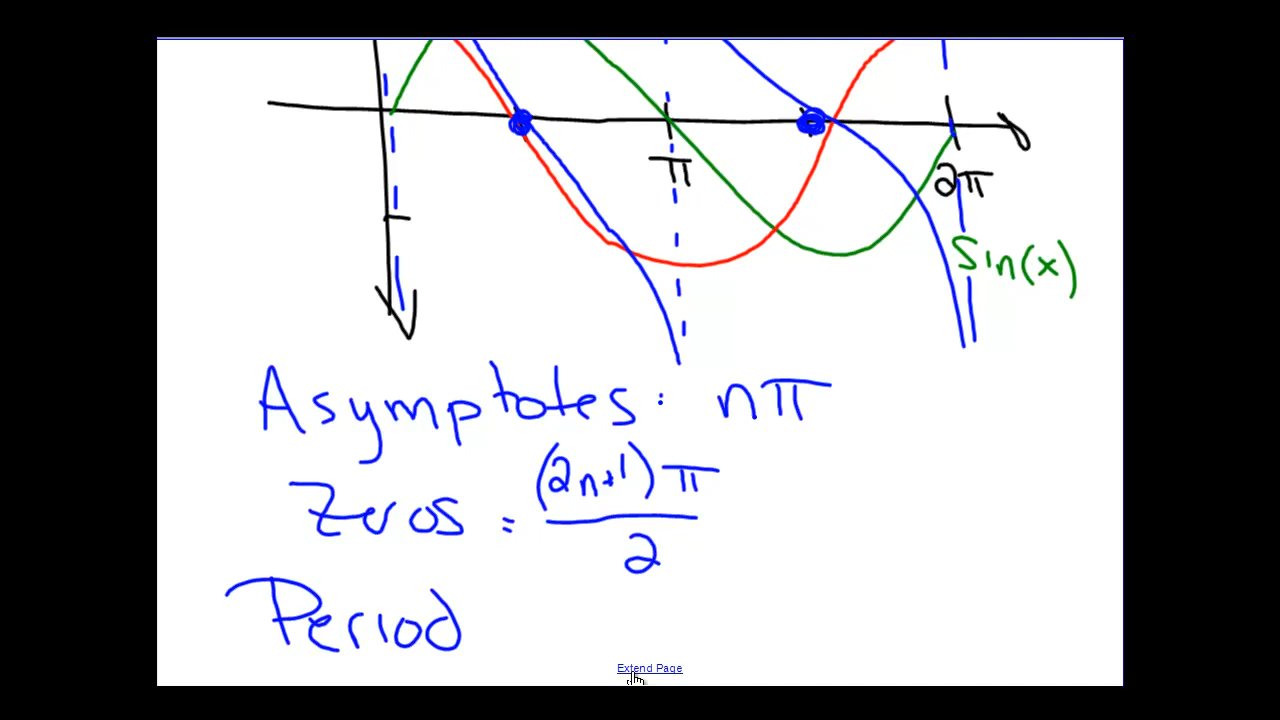 π
2π
sin(x)
Asymptotes: nπ
Zeros = (2n+1)π
2
Period
Extend Page